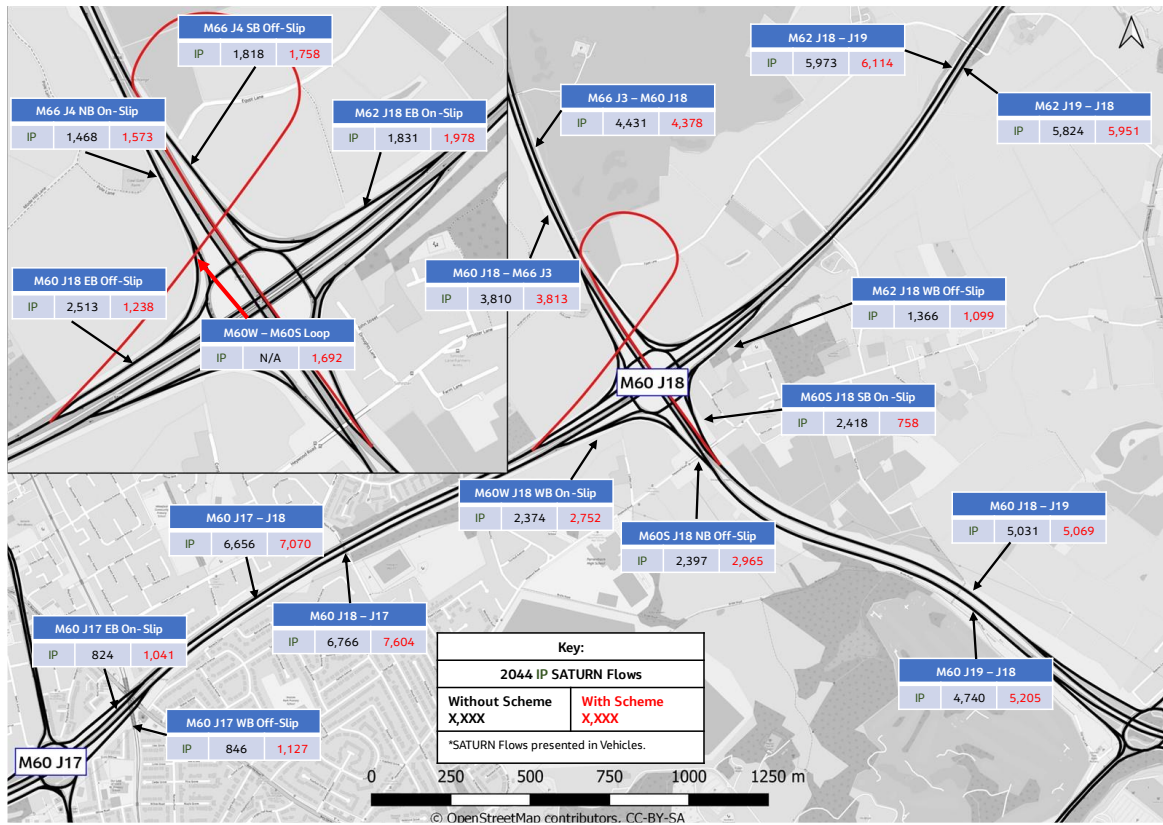 M66 J4 SB Off-Slip
IP 1,818 1,758
M66 J4 NB On-Slip
IP 1,468 1,573
M62 J18 EB On-Slip
IP 1,831 1,978
M60 J18 EB Off-Slip
IP 2,513 1,238
M60W – M60S Loop
IP N/A 1,692
M62 J18 – J19
IP 5,973 6,114
M66 J3 – M60 J18
IP 4,431 4,378
M62 J19 – J18
IP 5,824 5,951
M60 J18 – M66 J3
IP 3,810 3,813
M62 J18 WB Off-Slip
IP 1,366 1,099
M60 J18
M60S J18 SB On-Slip
IP 2,418 758
M60W J18 WB On-Slip
IP 2,374 2,752
M60S J18 NB Off-Slip
IP 2,397 2,965
M60 J18 – J19
IP 5,031 5,069
M60 J17 – J18
IP 6,656 7,070
M60 J18 – J17
IP 6,766 7,604
M60 J17 EB On-Slip
IP 824 1,041
M60 J19 – J18
IP 4,740 5,205
M60 J17 WB Off-Slip
IP 846 1,127
M60 J17
Key:
2044 IP SATURN Flows
Without Scheme With Scheme
X,XXX X,XXX
*SATURN Flows presented in Vehicles.
0 250 500 750 1000 1250 m
© OpenStreetMap contributors, CC-BY-SA